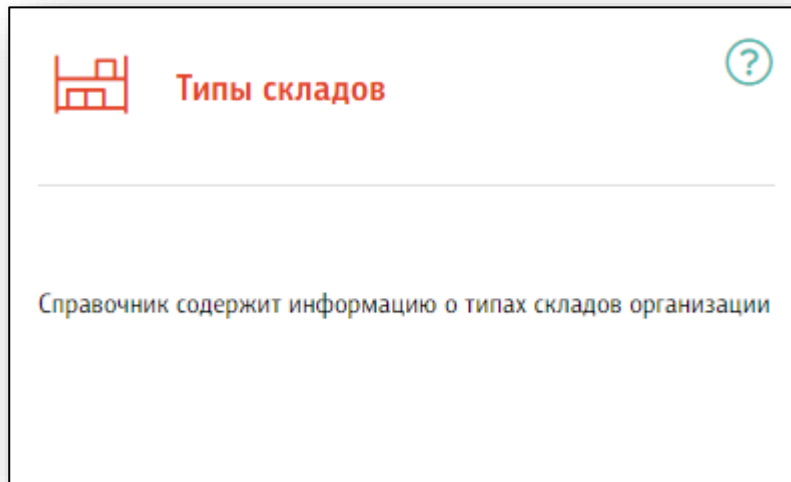 Типы складов
?
Справочник содержит информацию о типах складов организации